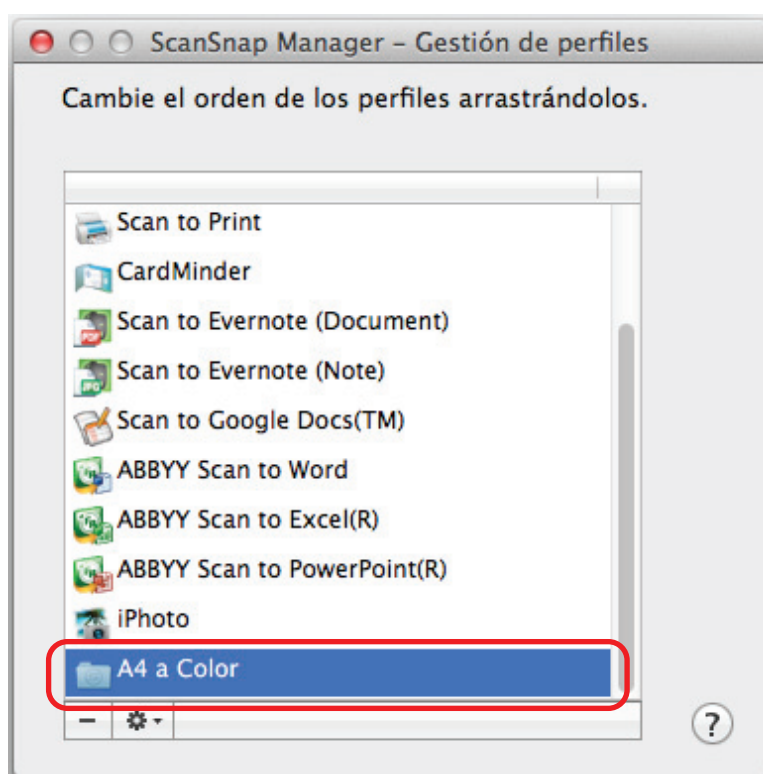 ScanSnap Manager – Gestión de perfiles
Cambie el orden de los perfiles arrastrándolos.
Scan to Print
CardMinder
Scan to Evernote (Document)
Scan to Evernote (Note)
Scan to Google Docs(TM)
ABBYY Scan to Word
ABBYY Scan to Excel(R)
ABBYY Scan to PowerPoint(R)
iPhoto
A4 a Color
?